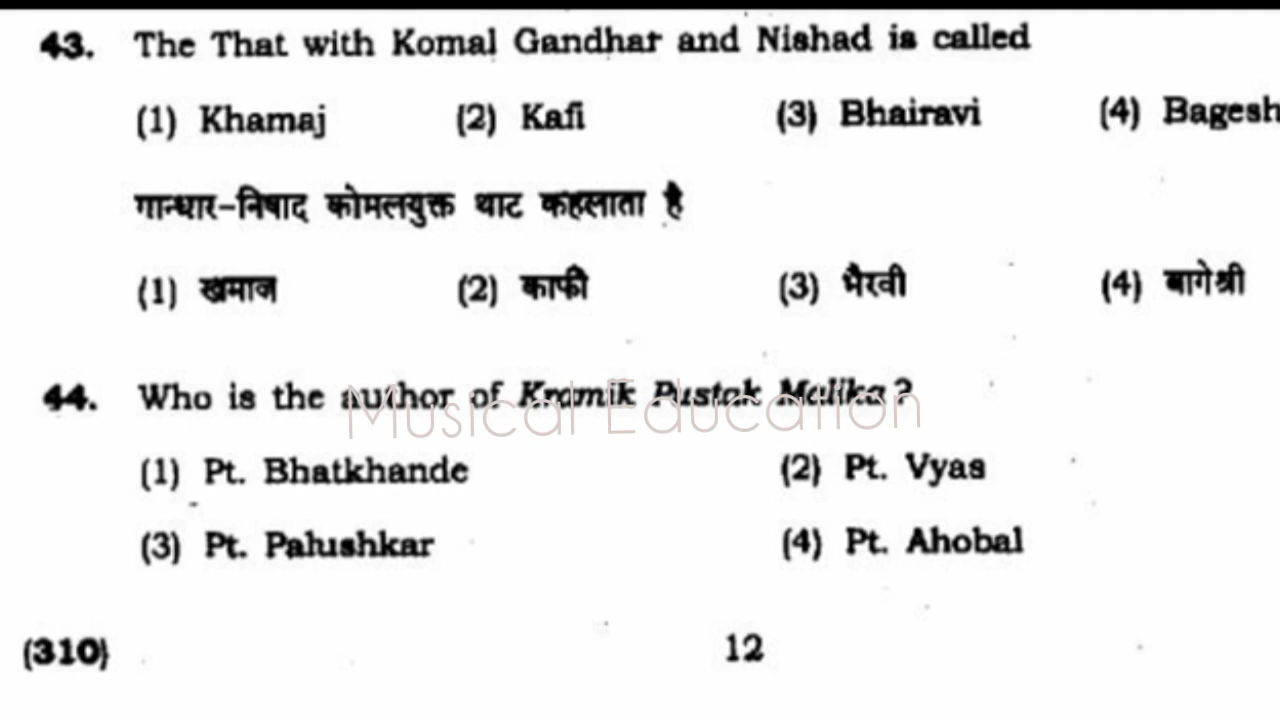 43. The That with Komal Gandhar and Nishad is called
(1) Khamaj (2) Kafi (3) Bhairavi (4) Bagesh
गान्धार-निषाद कोमलयुक्त थाट कहलाता है
(1) खमाज (2) काफी (3) भैरवी (4) बागेश्री
44. Who is the author of Kramik Pustak Malika?
Musical Education
(1) Pt. Bhatkhande (2) Pt. Vyas
(3) Pt. Palushkar (4) Pt. Ahobal
(310) 12